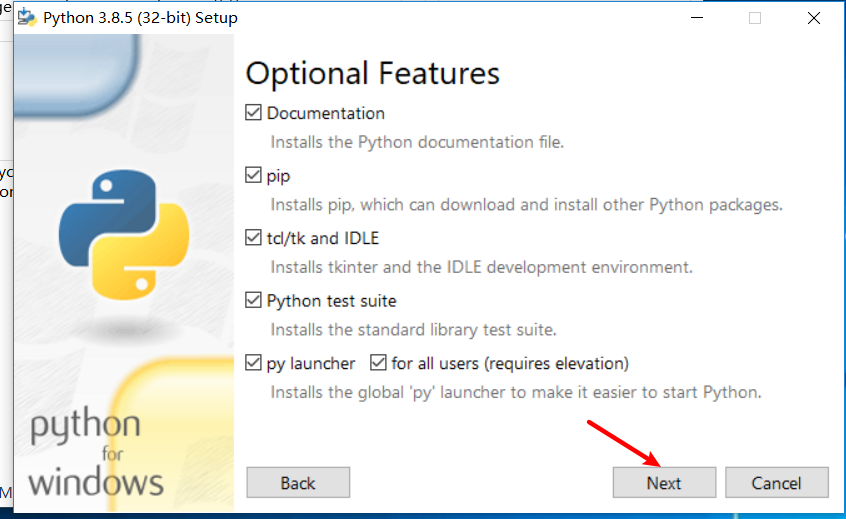 Python 3.8.5 (32-bit) Setup
Optional Features
Documentation
Installs the Python documentation file.
pip
Installs pip, which can download and install other Python packages.
tcl/tk and IDLE
Installs tkinter and the IDLE development environment.
Python test suite
Installs the standard library test suite.
py launcher for all users (requires elevation)
Installs the global 'py' launcher to make it easier to start Python.
python
for
windows
Back Next Cancel